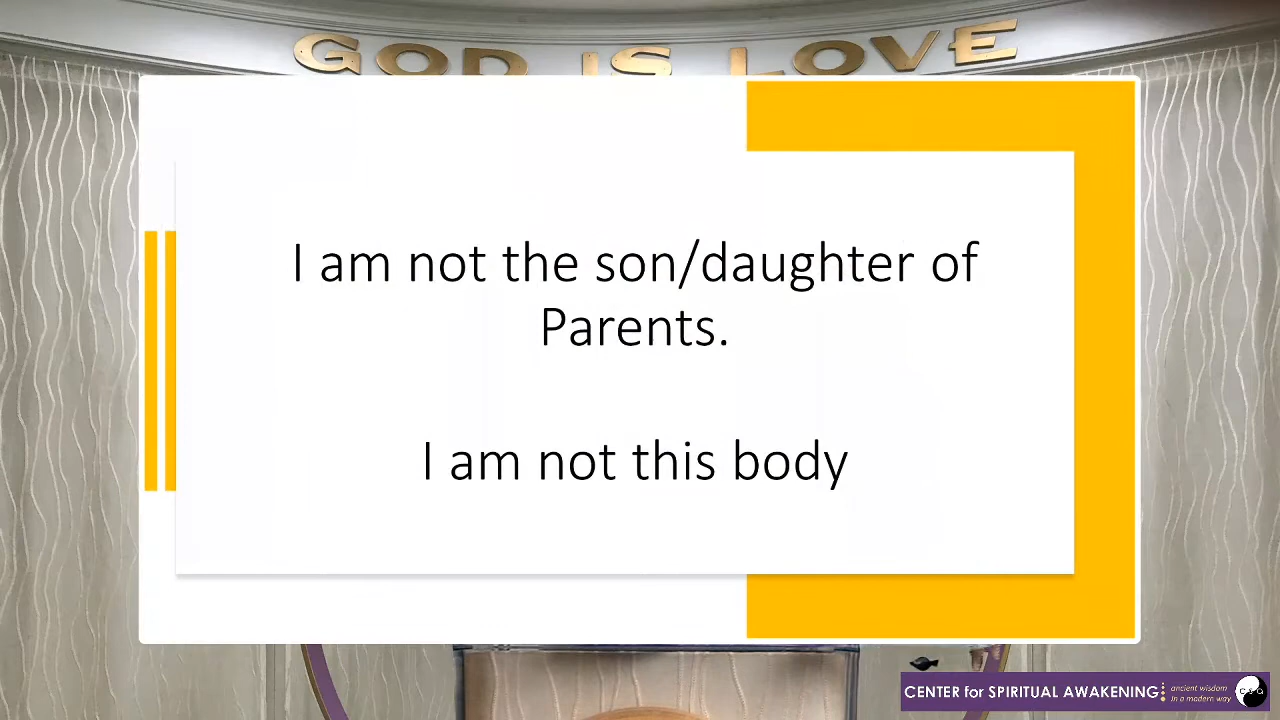 GOD IS LOVE
I am not the son/daughter of
Parents.
I am not this body
CENTER for SPIRITUAL AWAKENING
ancient wisdom
in a modern way